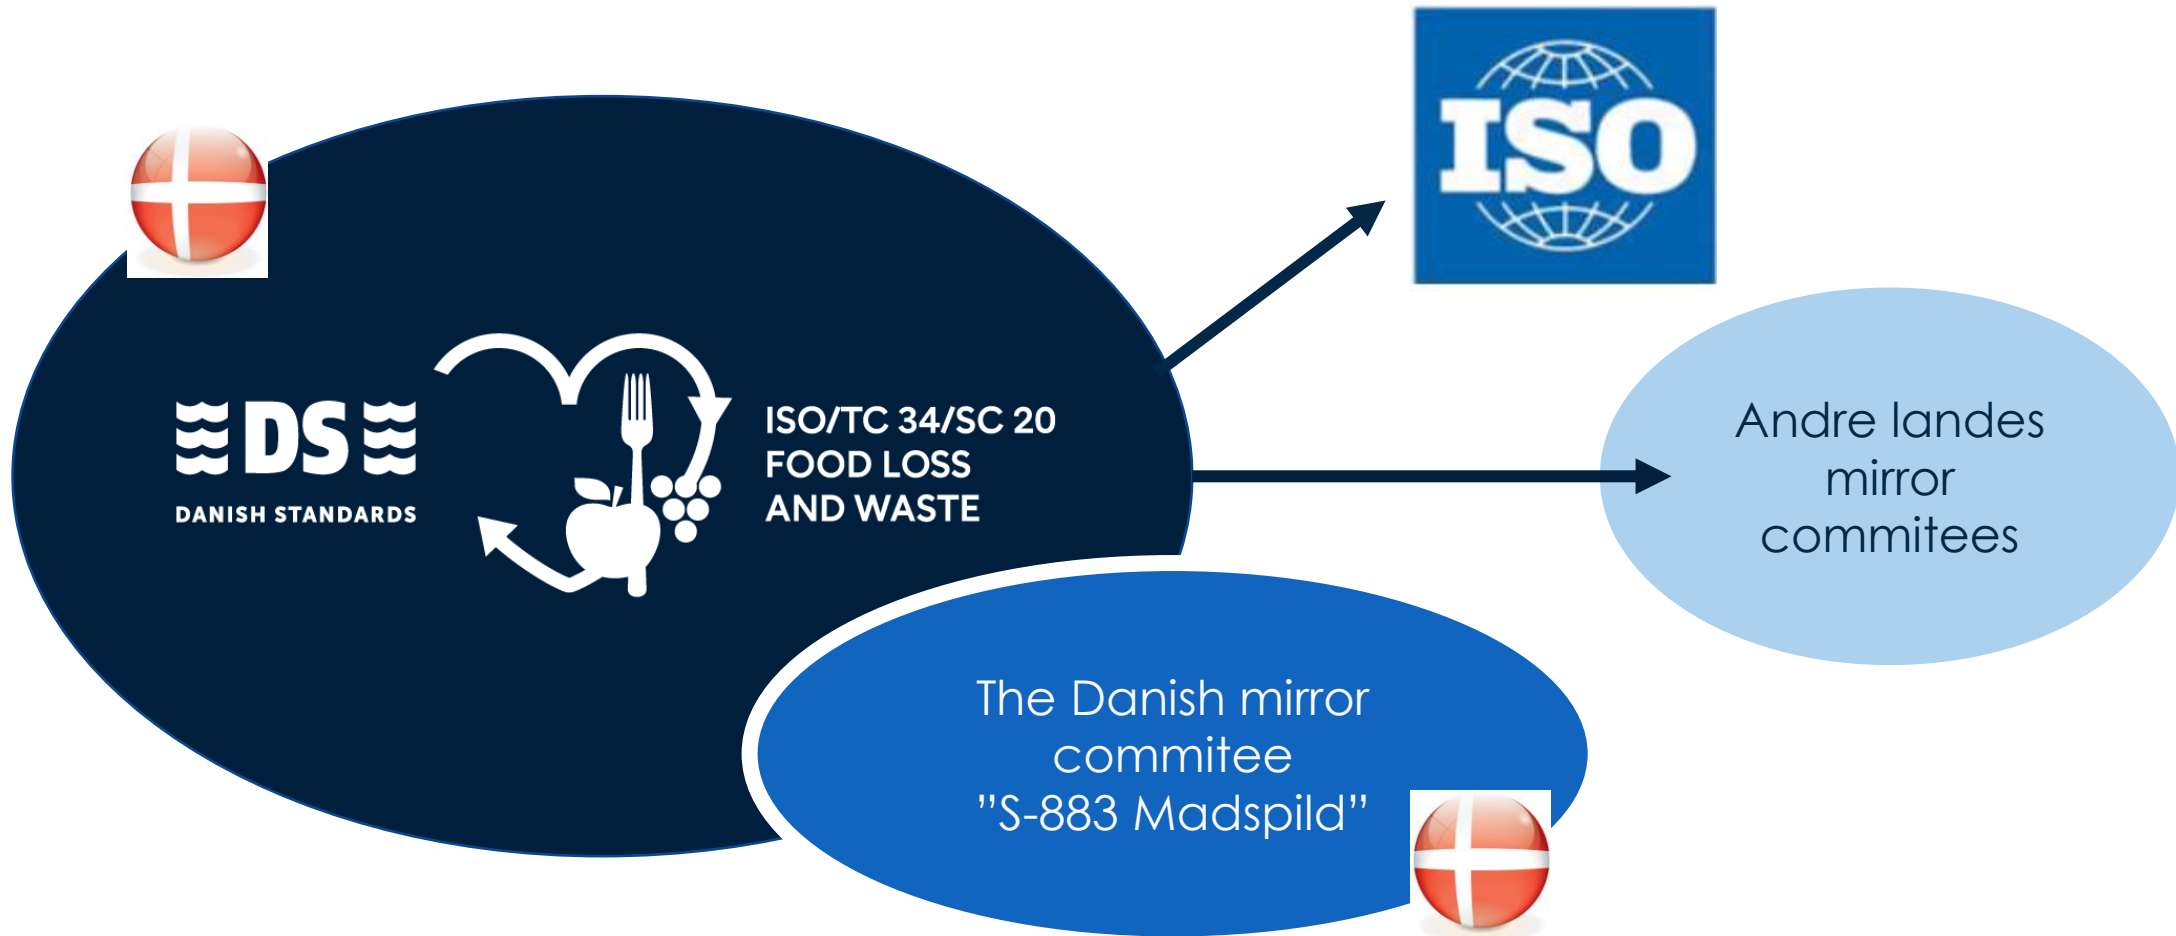 ISO
DS
DANISH STANDARDS
ISO/TC 34/SC 20
FOOD LOSS
AND WASTE
Andre landes
mirror
commitees
The Danish mirror
commitee
”S-883 Madspild”